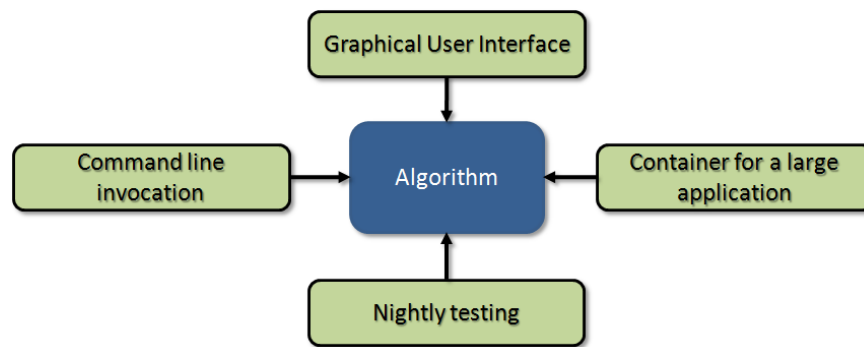 Graphical User Interface
Command line
invocation
Algorithm
Container for a large
application
Nightly testing